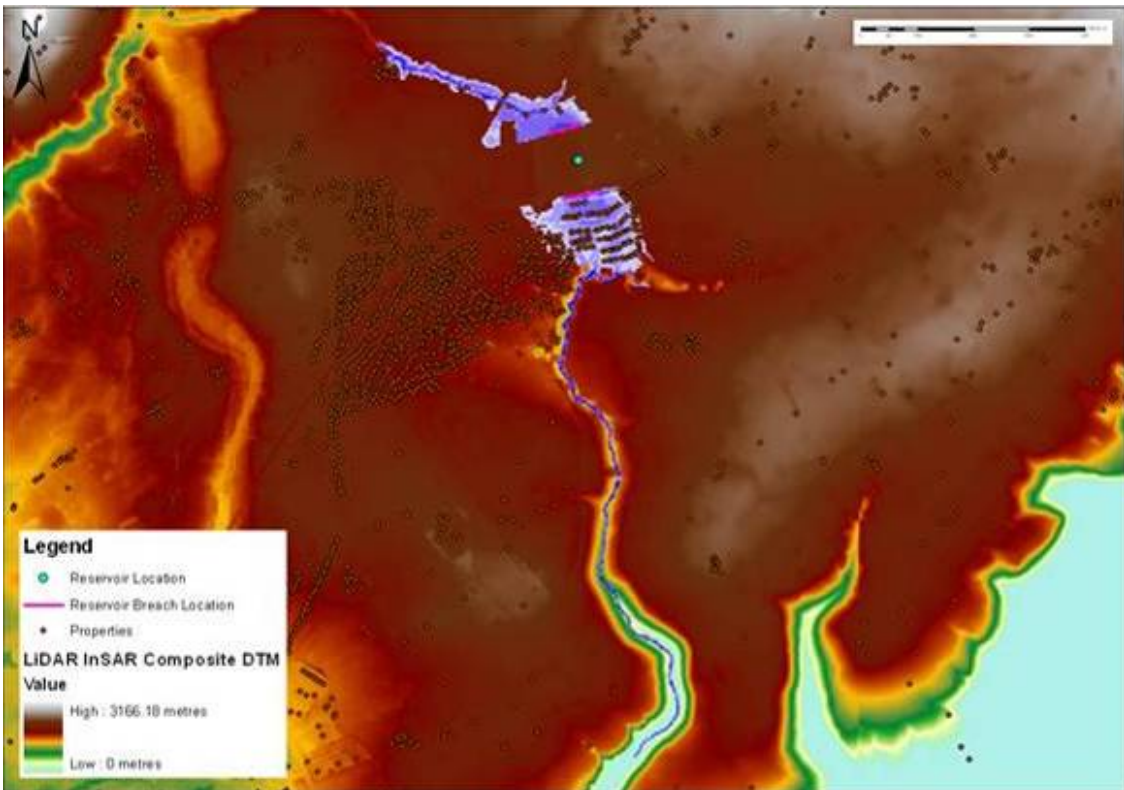 N
Legend
Reservoir Location
Reservoir Breach Location
Properties
LiDAR InSAR Composite DTM
Value
High : 3166.18 metres
Low : 0 metres